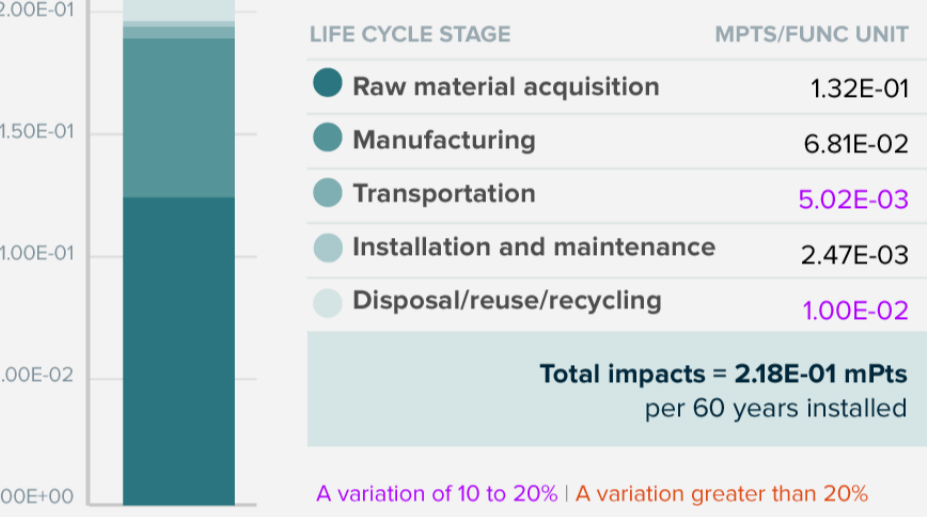 2.00E-01
1.50E-01
1.00E-01
.00E-02
00E+00
LIFE CYCLE STAGE MPTS/FUNC UNIT
Raw material acquisition 1.32E-01
Manufacturing 6.81E-02
Transportation 5.02E-03
Installation and maintenance 2.47E-03
Disposal/reuse/recycling 1.00E-02
Total impacts = 2.18E-01 mPts
per 60 years installed
A variation of 10 to 20% | A variation greater than 20%